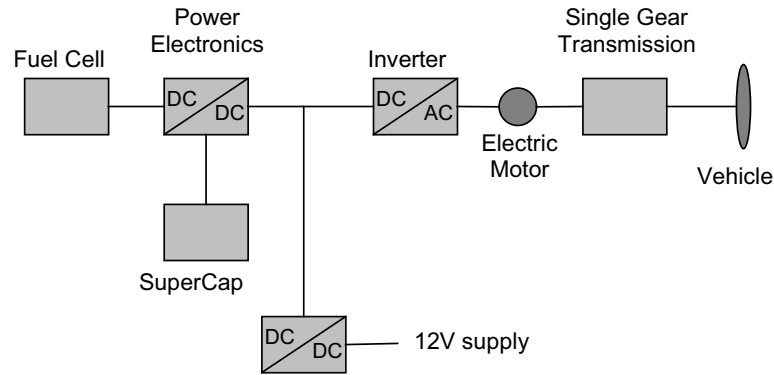 Power
Electronics
Single Gear
Transmission
Fuel Cell
Inverter
DC
DC
DC
AC
Electric
Motor
Vehicle
SuperCap
DC
DC
12V supply